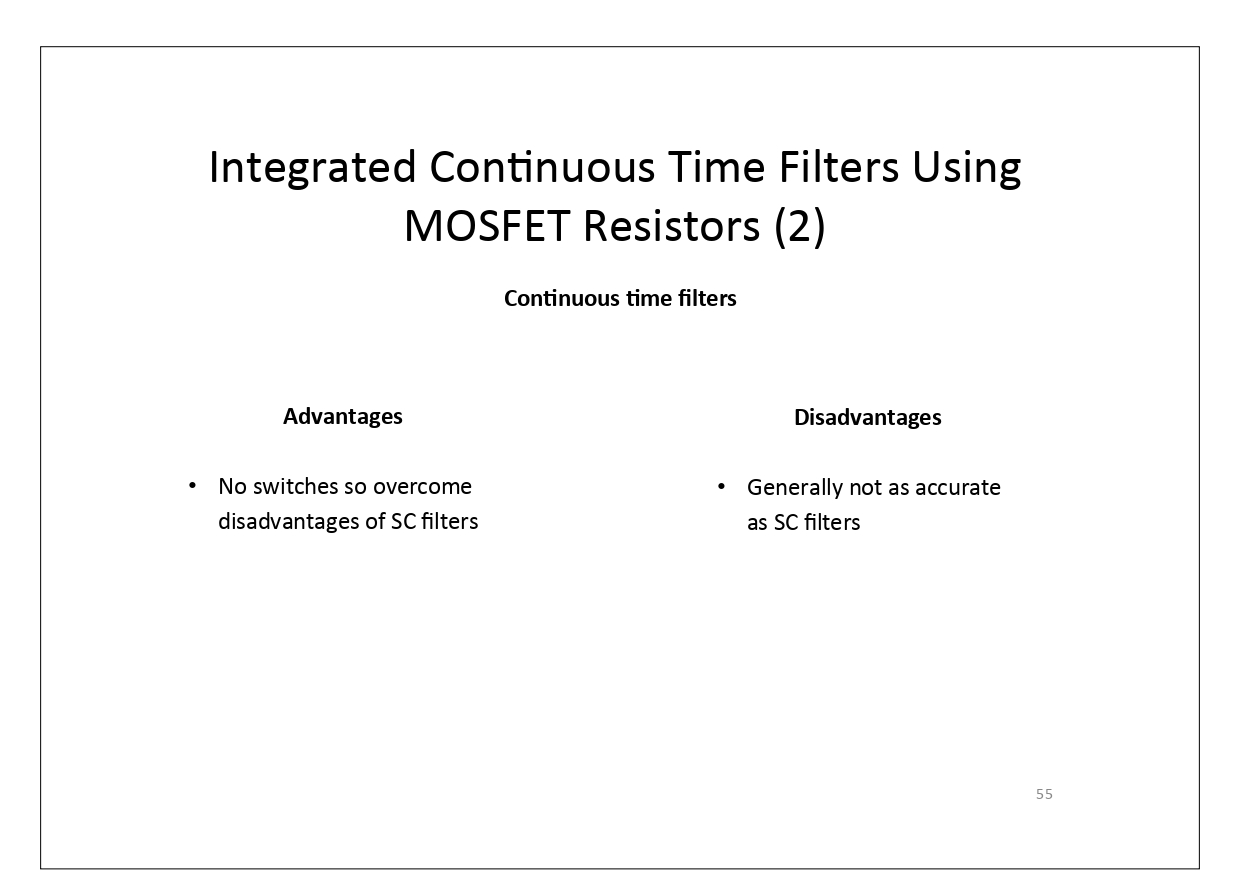 Integrated Continuous Time Filters Using
MOSFET Resistors (2)
Continuous time filters
Advantages
• No switches so overcome
disadvantages of SC filters
Disadvantages
• Generally not as accurate
as SC filters
55